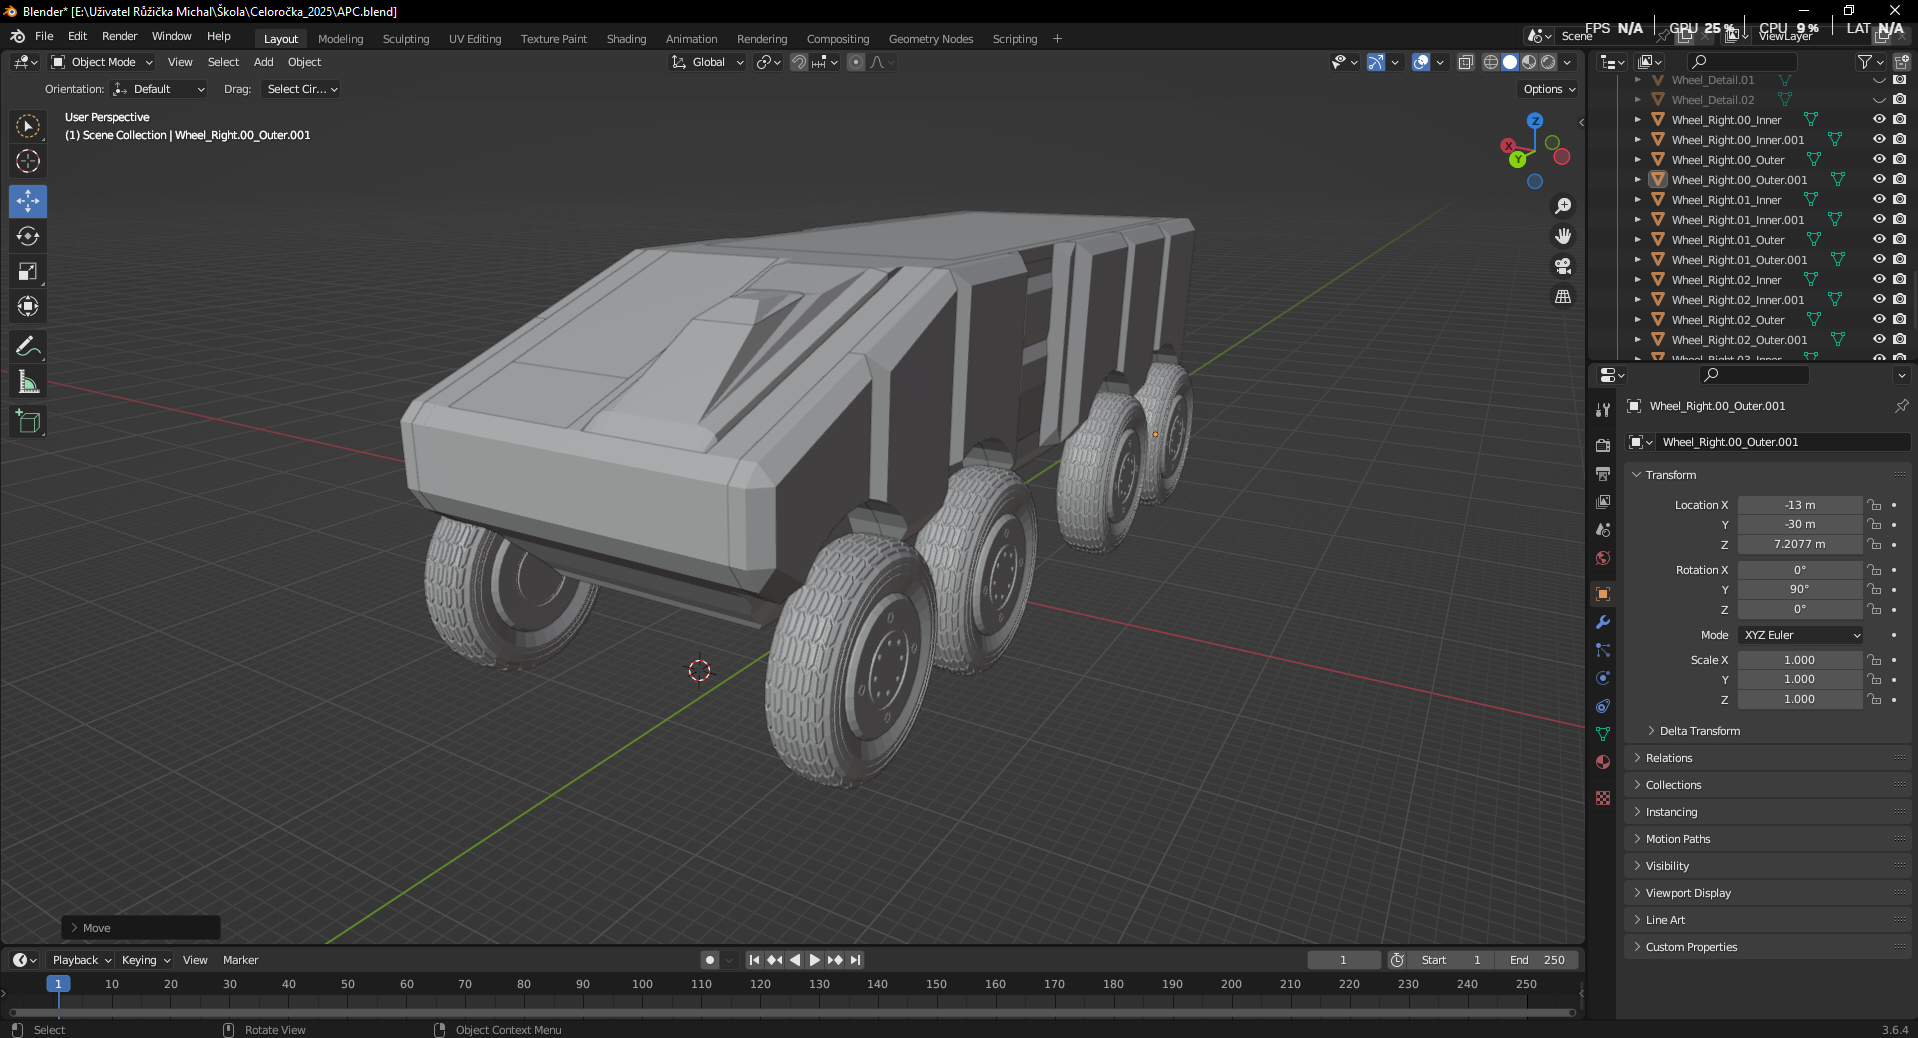 Blender* [E:\Uživatel Růžička Michal\Škola\Celoročka_2025\APC.blend]
FPS N/A GPU 25 % CPU 9 % LAT N/A
File Edit Render Window Help Layout Modeling Sculpting UV Editing Texture Paint Shading Animation Rendering Compositing Geometry Nodes Scripting + Scene ViewLayer
Object Mode View Select Add Object Global
Orientation: Default Drag: Select Cir... Options
User Perspective
(1) Scene Collection | Wheel_Right.00_Outer.001
Z
X
Y
Wheel_Detail.01
Wheel_Detail.02
Wheel_Right.00_Inner
Wheel_Right.00_Inner.001
Wheel_Right.00_Outer
Wheel_Right.00_Outer.001
Wheel_Right.01_Inner
Wheel_Right.01_Inner.001
Wheel_Right.01_Outer
Wheel_Right.01_Outer.001
Wheel_Right.02_Inner
Wheel_Right.02_Inner.001
Wheel_Right.02_Outer
Wheel_Right.02_Outer.001
Wheel_Right.03_Inner
Wheel_Right.00_Outer.001
Wheel_Right.00_Outer.001
Transform
Location X -13 m
Y -30 m
Z 7.2077 m
Rotation X 0°
Y 90°
Z 0°
Mode XYZ Euler
Scale X 1.000
Y 1.000
Z 1.000
Delta Transform
Relations
Collections
Instancing
Motion Paths
Visibility
Viewport Display
Line Art
Custom Properties
Move
Playback Keying View Marker 1 Start 1 End 250
1 10 20 30 40 50 60 70 80 90 100 110 120 130 140 150 160 170 180 190 200 210 220 230 240 250
Select Rotate View Object Context Menu 3.6.4